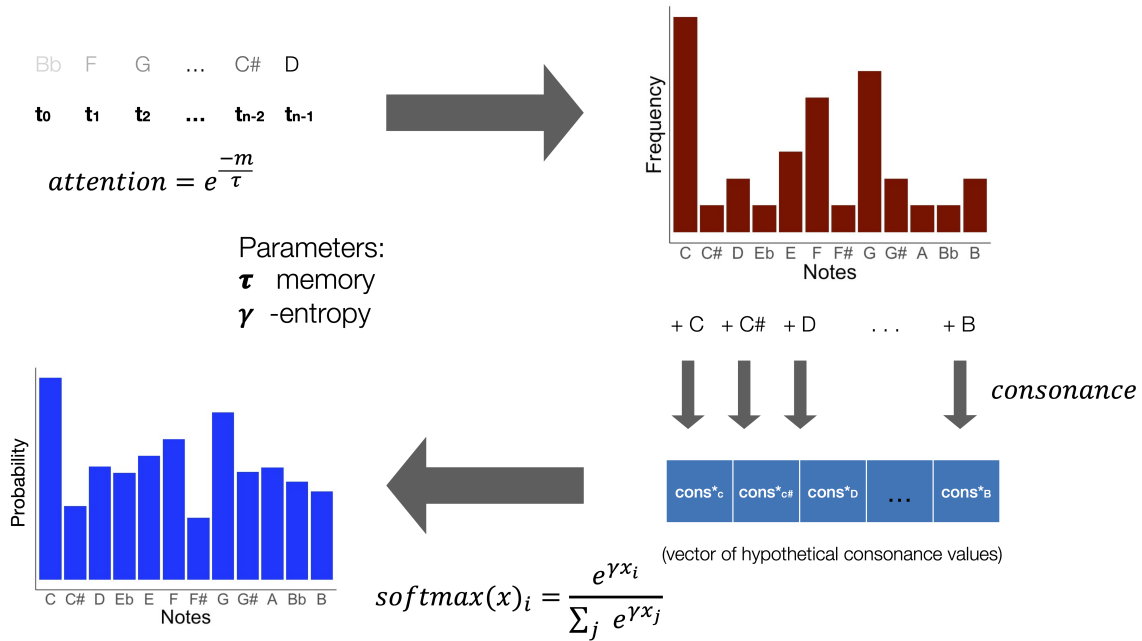 Bb F G ... C# D
t0 t1 t2 ... tn-2 tn-1
attention = e^(-m/τ)
Parameters:
τ memory
γ -entropy
Frequency
C C# D Eb E F F# G G# A Bb B
Notes
+ C + C# + D . . . + B
consonance
cons*c cons*c# cons*D ... cons*B
(vector of hypothetical consonance values)
softmax(x)i = e^(γxi) / ∑j e^(γxj)
Probability
C C# D Eb E F F# G G# A Bb B
Notes